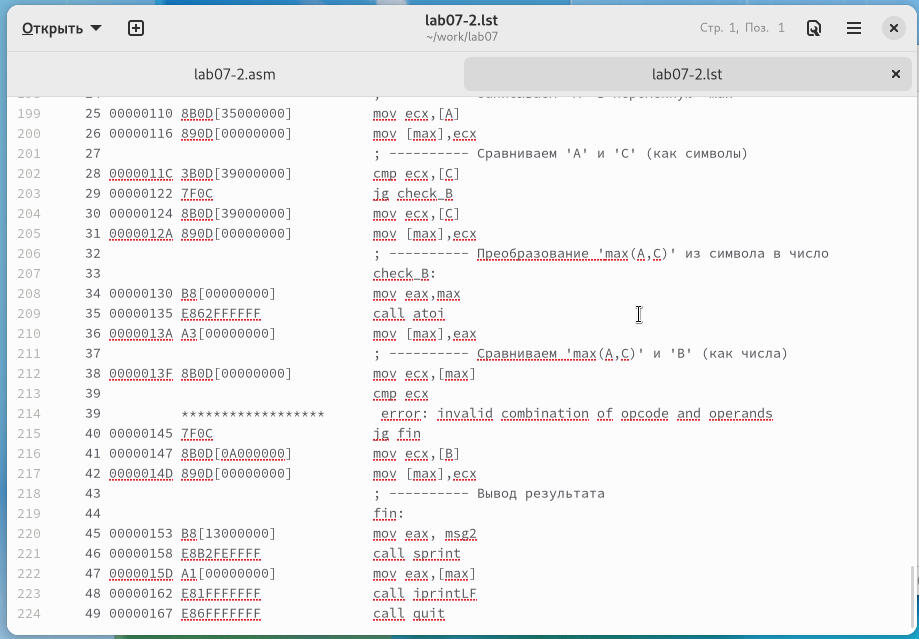 Открыть
lab07-2.lst
~/work/lab07
Стр. 1, Поз. 1
lab07-2.asm
lab07-2.lst
199 25 00000110 8B0D[35000000] mov ecx,[A]
200 26 00000116 890D[00000000] mov [max],ecx
201 27 ; ---------- Сравниваем 'A' и 'C' (как символы)
202 28 0000011C 3B0D[39000000] cmp ecx,[C]
203 29 00000122 7F0C jg check_B
204 30 00000124 8B0D[39000000] mov ecx,[C]
205 31 0000012A 890D[00000000] mov [max],ecx
206 32 ; ---------- Преобразование 'max(A,C)' из символа в число
207 33 check_B:
208 34 00000130 B8[00000000] mov eax,max
209 35 00000135 E862FFFFFF call atoi
210 36 0000013A A3[00000000] mov [max],eax
211 37 ; ---------- Сравниваем 'max(A,C)' и 'B' (как числа)
212 38 0000013F 8B0D[00000000] mov ecx,[max]
213 39 cmp ecx
214 39 ****************** error: invalid combination of opcode and operands
215 40 00000145 7F0C jg fin
216 41 00000147 8B0D[0A000000] mov ecx,[B]
217 42 0000014D 890D[00000000] mov [max],ecx
218 43 ; ---------- Вывод результата
219 44 fin:
220 45 00000153 B8[13000000] mov eax, msg2
221 46 00000158 E8B2FEFFFF call sprint
222 47 0000015D A1[00000000] mov eax,[max]
223 48 00000162 E81FFFFFFF call iprintLF
224 49 00000167 E86FFFFFFF call quit